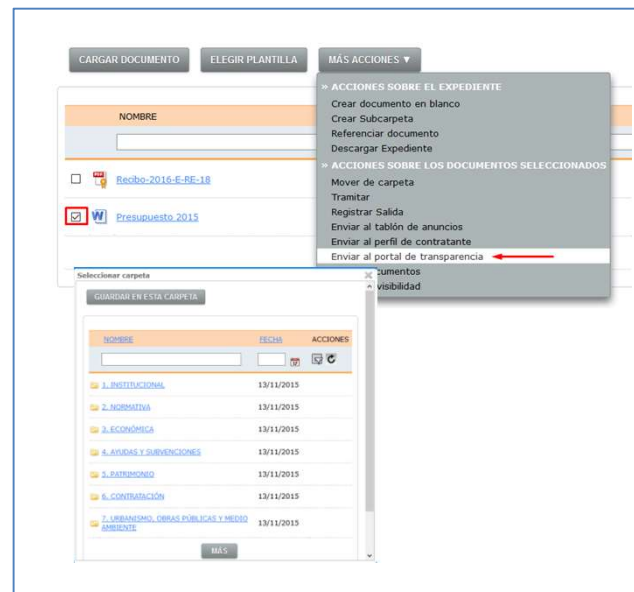 CARGAR DOCUMENTO
ELEGIR PLANTILLA
MÁS ACCIONES ▼
» ACCIONES SOBRE EL EXPEDIENTE
Crear documento en blanco
Crear Subcarpeta
Referenciar documento
Descargar Expediente
» ACCIONES SOBRE LOS DOCUMENTOS SELECCIONADOS
Mover de carpeta
Tramitar
Registrar Salida
Enviar al tablón de anuncios
Enviar al perfil de contratante
Enviar al portal de transparencia
cumentos
visibilidad
NOMBRE
Recibo-2016-E-RE-18
Presupuesto 2015
Seleccionar carpeta
GUARDAR EN ESTA CARPETA
NOMBRE FECHA ACCIONES
1. INSTITUCIONAL 13/11/2015
2. NORMATIVA 13/11/2015
3. ECONÓMICA 13/11/2015
4. AYUDAS Y SUBVENCIONES 13/11/2015
5. PATRIMONIO 13/11/2015
6. CONTRATACIÓN 13/11/2015
7. URBANISMO, OBRAS PÚBLICAS Y MEDIO 13/11/2015
AMBIENTE
MÁS